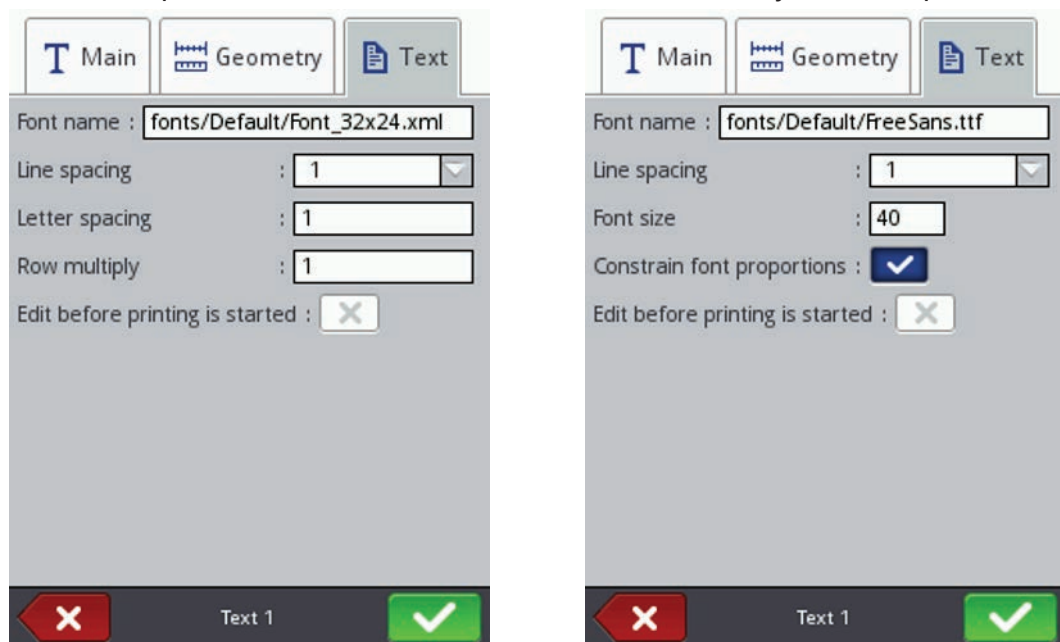 Main Geometry Text
Font name : fonts/Default/Font_32x24.xml
Line spacing : 1
Letter spacing : 1
Row multiply : 1
Edit before printing is started :
Text 1
Main Geometry Text
Font name : fonts/Default/FreeSans.ttf
Line spacing : 1
Font size : 40
Constrain font proportions :
Edit before printing is started :
Text 1